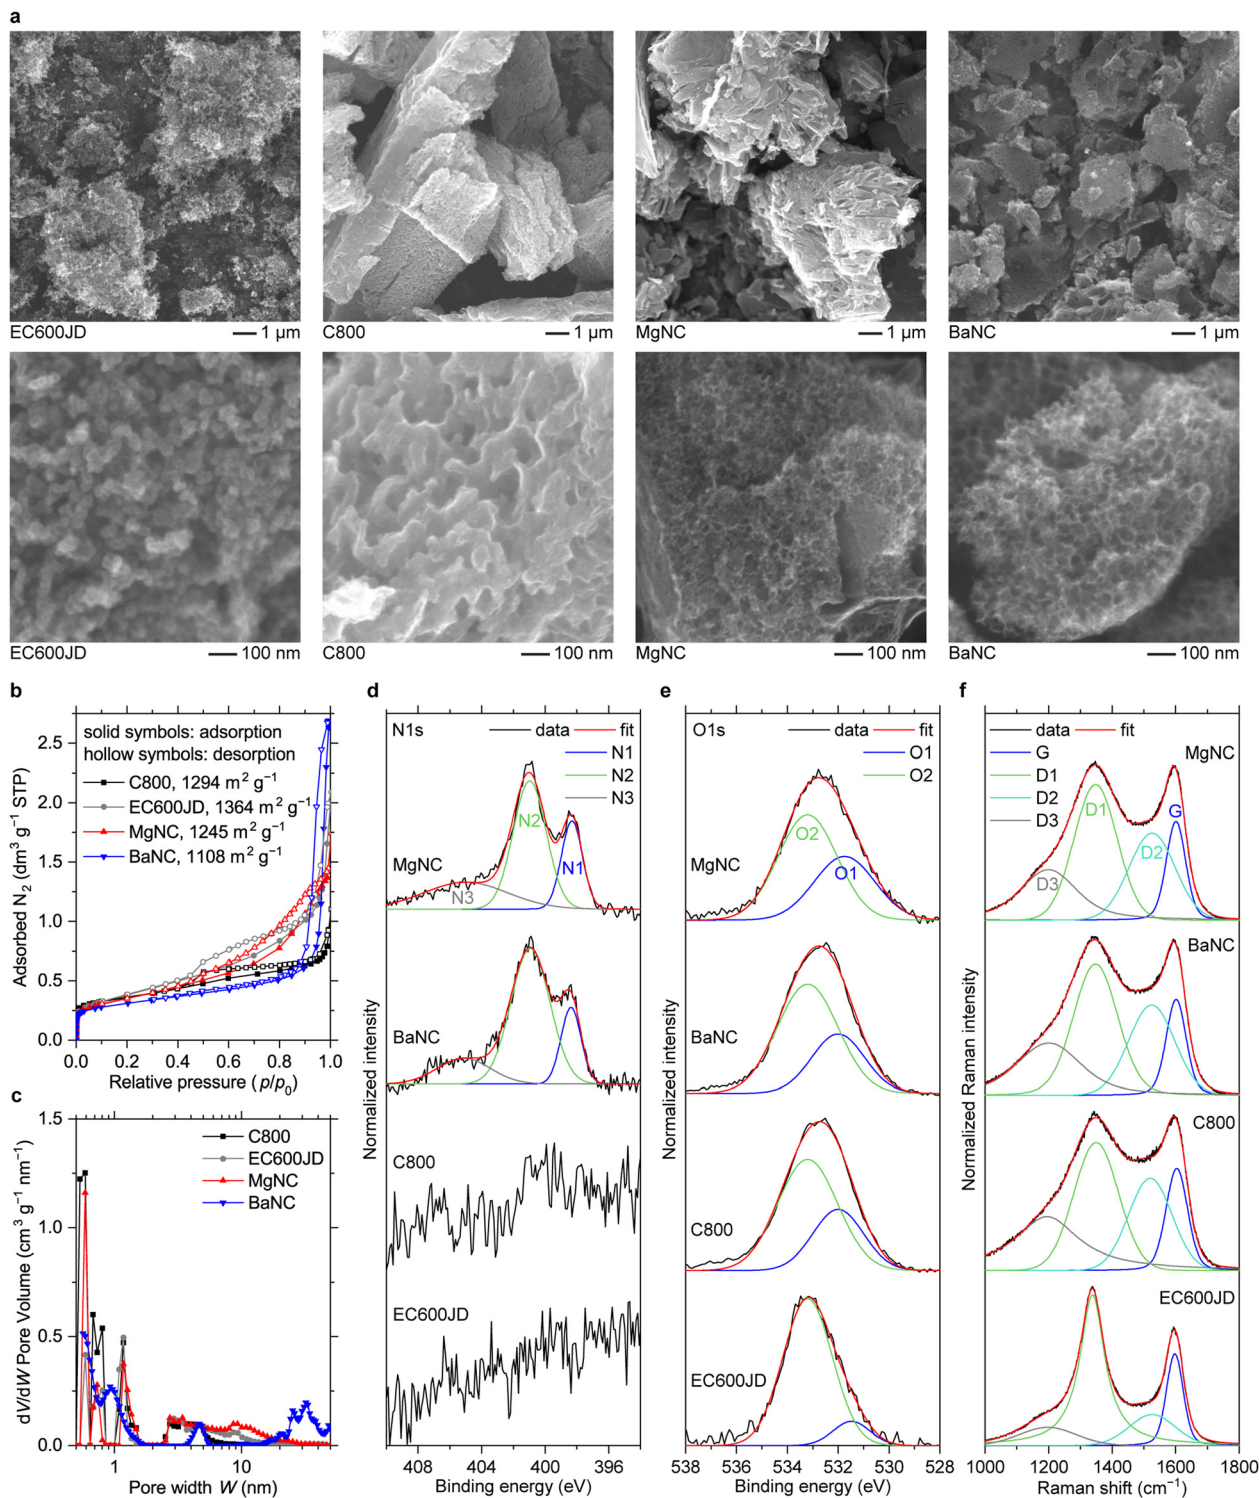 a
EC600JD 1 µm
C800 1 µm
MgNC 1 µm
BaNC 1 µm
EC600JD 100 nm
C800 100 nm
MgNC 100 nm
BaNC 100 nm
b
solid symbols: adsorption
hollow symbols: desorption
C800, 1294 m² g⁻¹
EC600JD, 1364 m² g⁻¹
MgNC, 1245 m² g⁻¹
BaNC, 1108 m² g⁻¹
Adsorbed N₂ (dm³ g⁻¹ STP)
2.5
2.0
1.5
1.0
0.5
0.0
0.0 0.2 0.4 0.6 0.8 1.0
Relative pressure (p/p₀)
c
C800
EC600JD
MgNC
BaNC
dV/dW Pore Volume (cm³ g⁻¹ nm⁻¹)
1.5
1.0
0.5
0.0
1 10
Pore width W (nm)
d
N1s data fit
N1
N2
N3
N2
N1
N3
MgNC
BaNC
C800
EC600JD
Normalized intensity
408 404 400 396
Binding energy (eV)
e
O1s data fit
O1
O2
O2
O1
MgNC
BaNC
C800
EC600JD
Normalized intensity
538 536 534 532 530 528
Binding energy (eV)
f
data fit
G MgNC
D1
D2
D3
D1
G
D2
D3
BaNC
C800
EC600JD
Normalized Raman intensity
1000 1200 1400 1600 1800
Raman shift (cm⁻¹)